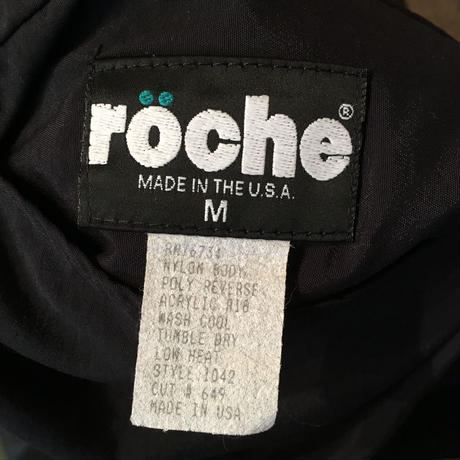 röche®
MADE IN THE U.S.A.
M
RN76734
NYLON BODY
POLY REVERSE
ACRYLIC RIB
WASH COOL
TUMBLE DRY
LOW HEAT
STYLE 1042
CUT # 649
MADE IN USA